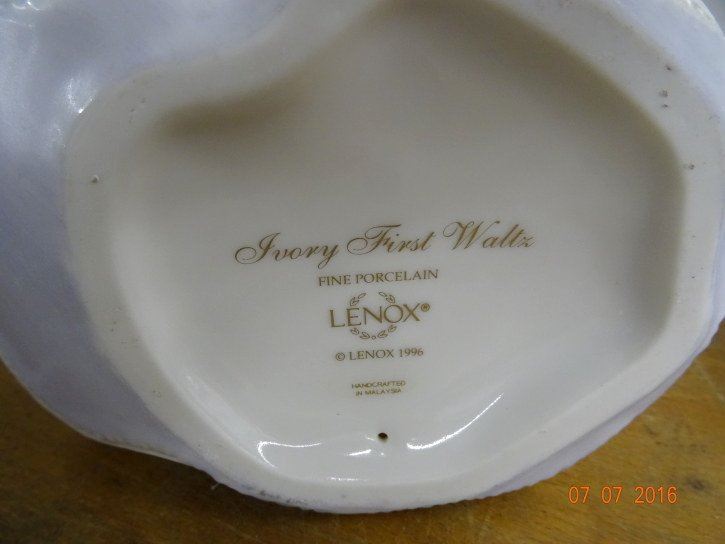 Ivory First Waltz
FINE PORCELAIN
LENOX®
© LENOX 1996
HANDCRAFTED
IN MALAYSIA
07 07 2016